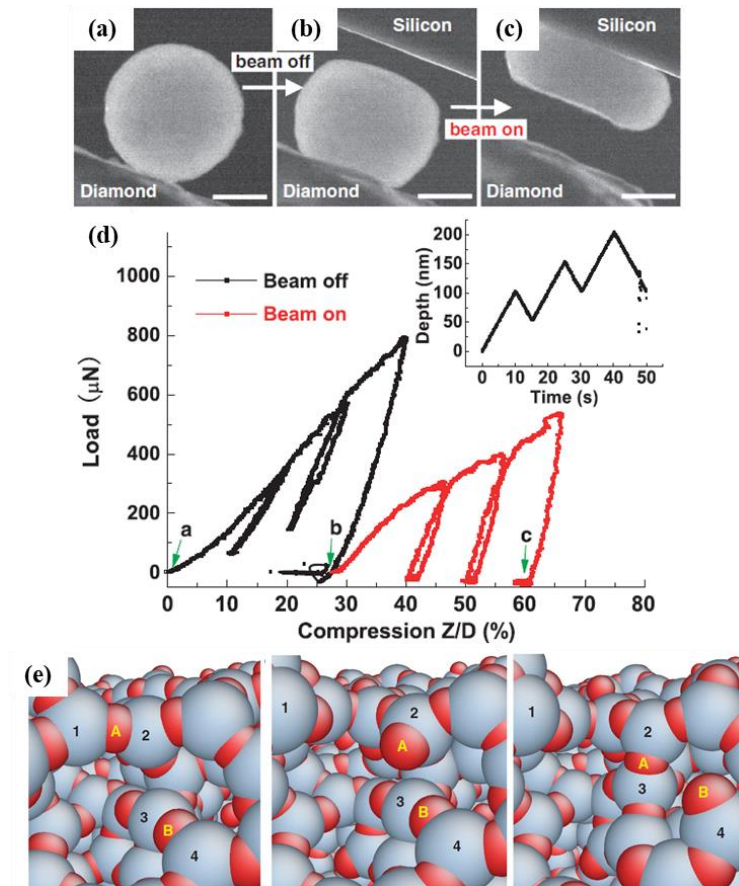 (a)
(b)
(c)
Silicon
Silicon
beam off
beam on
Diamond
Diamond
Diamond
(d)
Beam off
Beam on
Load (μN)
1000
800
600
400
200
0
a
b
c
0 10 20 30 40 50 60 70 80
Compression Z/D (%)
Depth (nm)
200
150
100
50
0
0 10 20 30 40 50
Time (s)
(e)
1
A
2
3
B
4
1
2
A
3
B
4
1
2
A
3
B
4